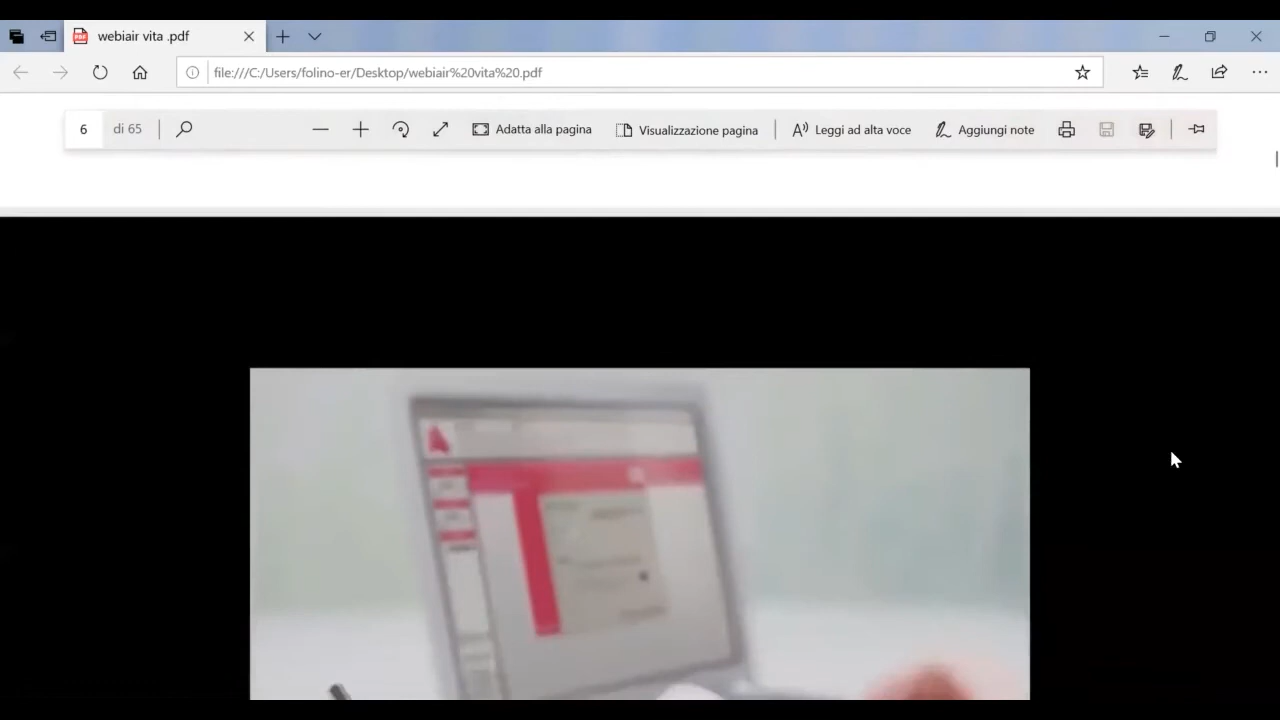 webiair vita .pdf
file:///C:/Users/folino-er/Desktop/webiair%20vita%20.pdf
6 di 65 Adatta alla pagina Visualizzazione pagina Leggi ad alta voce Aggiungi note